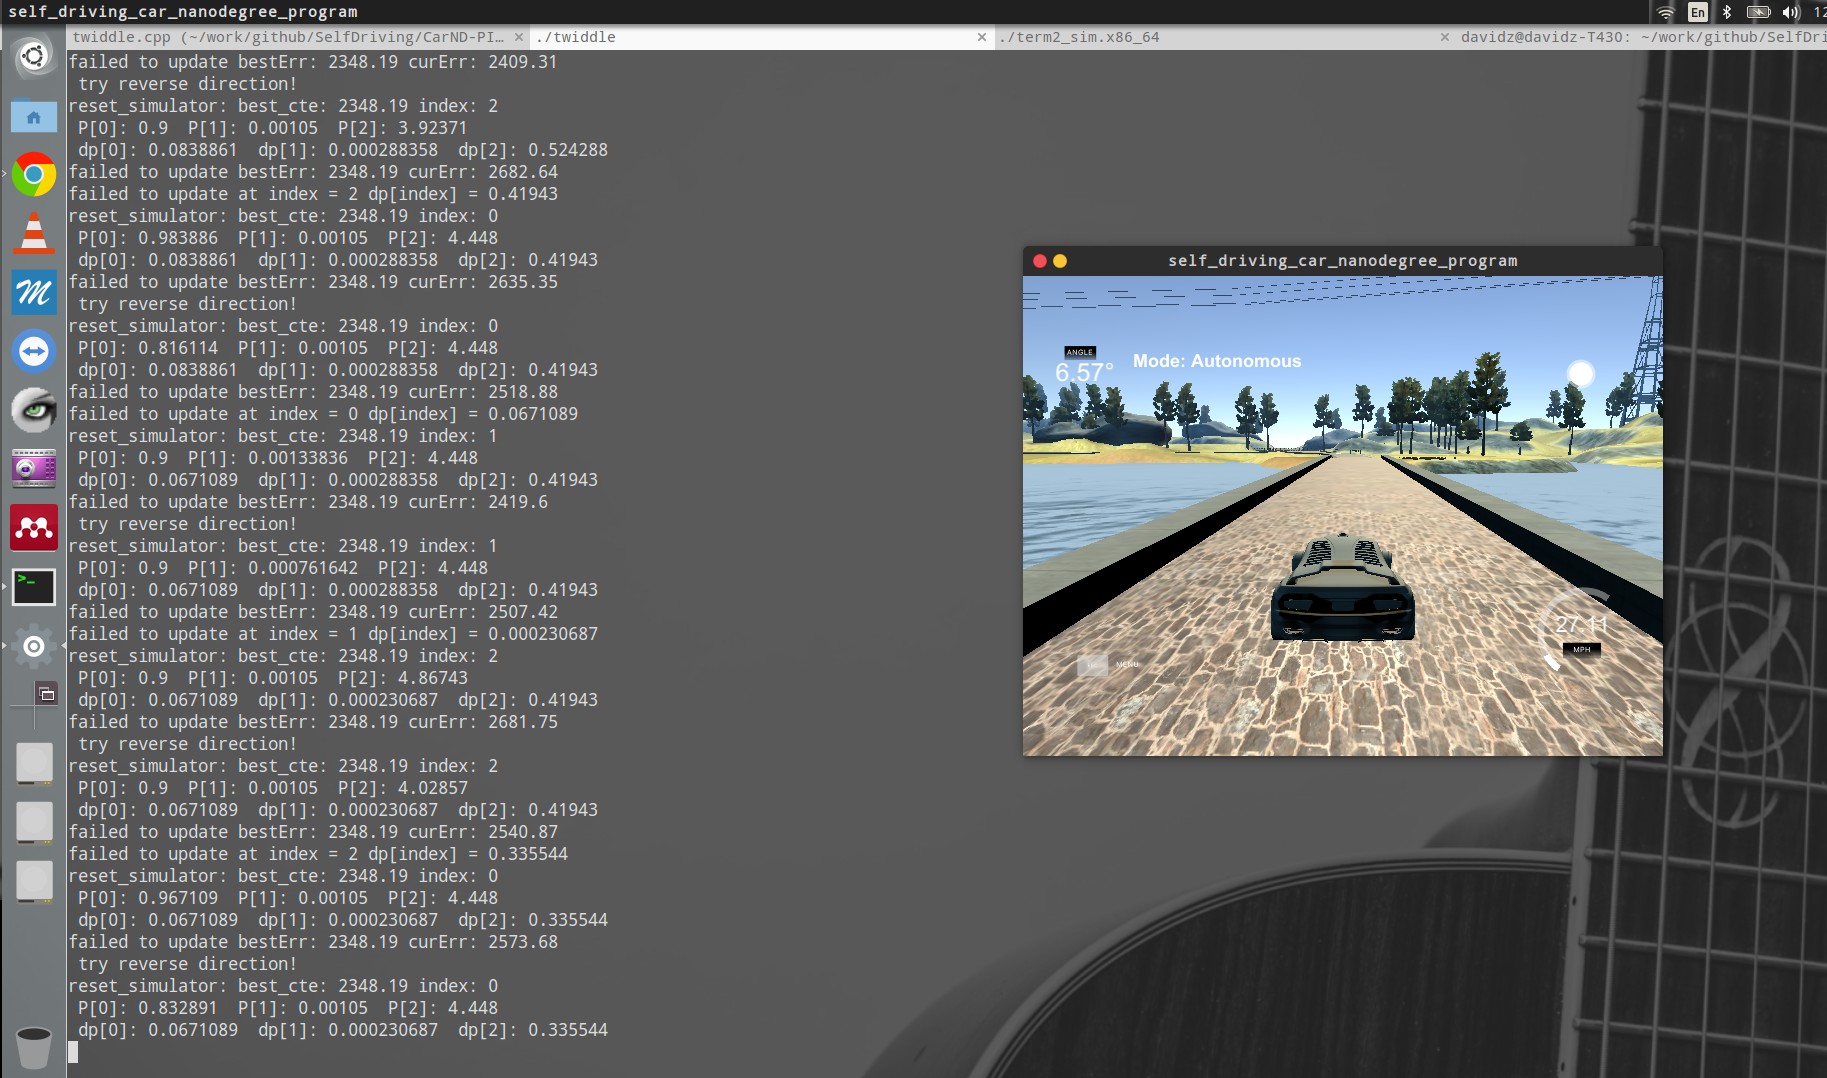 self_driving_car_nanodegree_program
En
12
twiddle.cpp (~/work/github/SelfDriving/CarND-PI… ×
./twiddle ×
./term2_sim.x86_64 ×
davidz@davidz-T430: ~/work/github/SelfDri
failed to update bestErr: 2348.19 curErr: 2409.31
try reverse direction!
reset_simulator: best_cte: 2348.19 index: 2
P[0]: 0.9  P[1]: 0.00105  P[2]: 3.92371
dp[0]: 0.0838861  dp[1]: 0.000288358  dp[2]: 0.524288
failed to update bestErr: 2348.19 curErr: 2682.64
failed to update at index = 2 dp[index] = 0.41943
reset_simulator: best_cte: 2348.19 index: 0
P[0]: 0.983886  P[1]: 0.00105  P[2]: 4.448
dp[0]: 0.0838861  dp[1]: 0.000288358  dp[2]: 0.41943
failed to update bestErr: 2348.19 curErr: 2635.35
try reverse direction!
reset_simulator: best_cte: 2348.19 index: 0
P[0]: 0.816114  P[1]: 0.00105  P[2]: 4.448
dp[0]: 0.0838861  dp[1]: 0.000288358  dp[2]: 0.41943
failed to update bestErr: 2348.19 curErr: 2518.88
failed to update at index = 0 dp[index] = 0.0671089
reset_simulator: best_cte: 2348.19 index: 1
P[0]: 0.9  P[1]: 0.00133836  P[2]: 4.448
dp[0]: 0.0671089  dp[1]: 0.000288358  dp[2]: 0.41943
failed to update bestErr: 2348.19 curErr: 2419.6
try reverse direction!
reset_simulator: best_cte: 2348.19 index: 1
P[0]: 0.9  P[1]: 0.000761642  P[2]: 4.448
dp[0]: 0.0671089  dp[1]: 0.000288358  dp[2]: 0.41943
failed to update bestErr: 2348.19 curErr: 2507.42
failed to update at index = 1 dp[index] = 0.000230687
reset_simulator: best_cte: 2348.19 index: 2
P[0]: 0.9  P[1]: 0.00105  P[2]: 4.86743
dp[0]: 0.0671089  dp[1]: 0.000230687  dp[2]: 0.41943
failed to update bestErr: 2348.19 curErr: 2681.75
try reverse direction!
reset_simulator: best_cte: 2348.19 index: 2
P[0]: 0.9  P[1]: 0.00105  P[2]: 4.02857
dp[0]: 0.0671089  dp[1]: 0.000230687  dp[2]: 0.41943
failed to update bestErr: 2348.19 curErr: 2540.87
failed to update at index = 2 dp[index] = 0.335544
reset_simulator: best_cte: 2348.19 index: 0
P[0]: 0.967109  P[1]: 0.00105  P[2]: 4.448
dp[0]: 0.0671089  dp[1]: 0.000230687  dp[2]: 0.335544
failed to update bestErr: 2348.19 curErr: 2573.68
try reverse direction!
reset_simulator: best_cte: 2348.19 index: 0
P[0]: 0.832891  P[1]: 0.00105  P[2]: 4.448
dp[0]: 0.0671089  dp[1]: 0.000230687  dp[2]: 0.335544
self_driving_car_nanodegree_program
ANGLE
6.57°
Mode: Autonomous
27.11
MPH
MENU